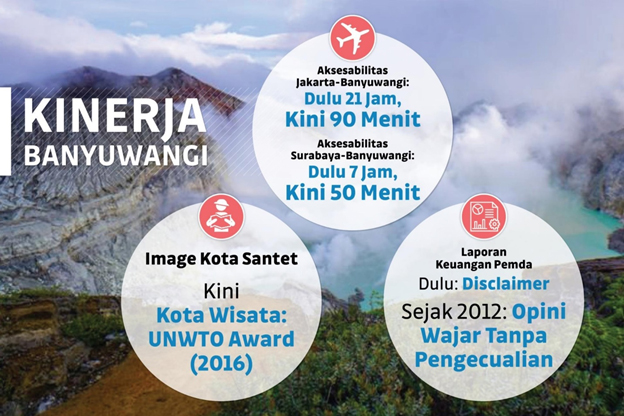 KINERJA
BANYUWANGI
Aksesabilitas
Jakarta-Banyuwangi:
Dulu 21 Jam,
Kini 90 Menit
Aksesabilitas
Surabaya-Banyuwangi:
Dulu 7 Jam,
Kini 50 Menit
Image Kota Santet
Kini
Kota Wisata:
UNWTO Award
(2016)
Laporan
Keuangan Pemda
Dulu: Disclaimer
Sejak 2012: Opini
Wajar Tanpa
Pengecualian